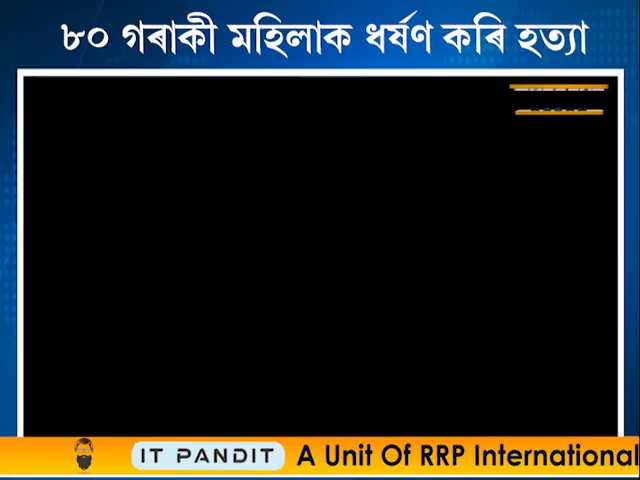 ৮০ গৰাকী মহিলাক ধৰ্ষণ কৰি হত্যা
IT PANDIT A Unit Of RRP International